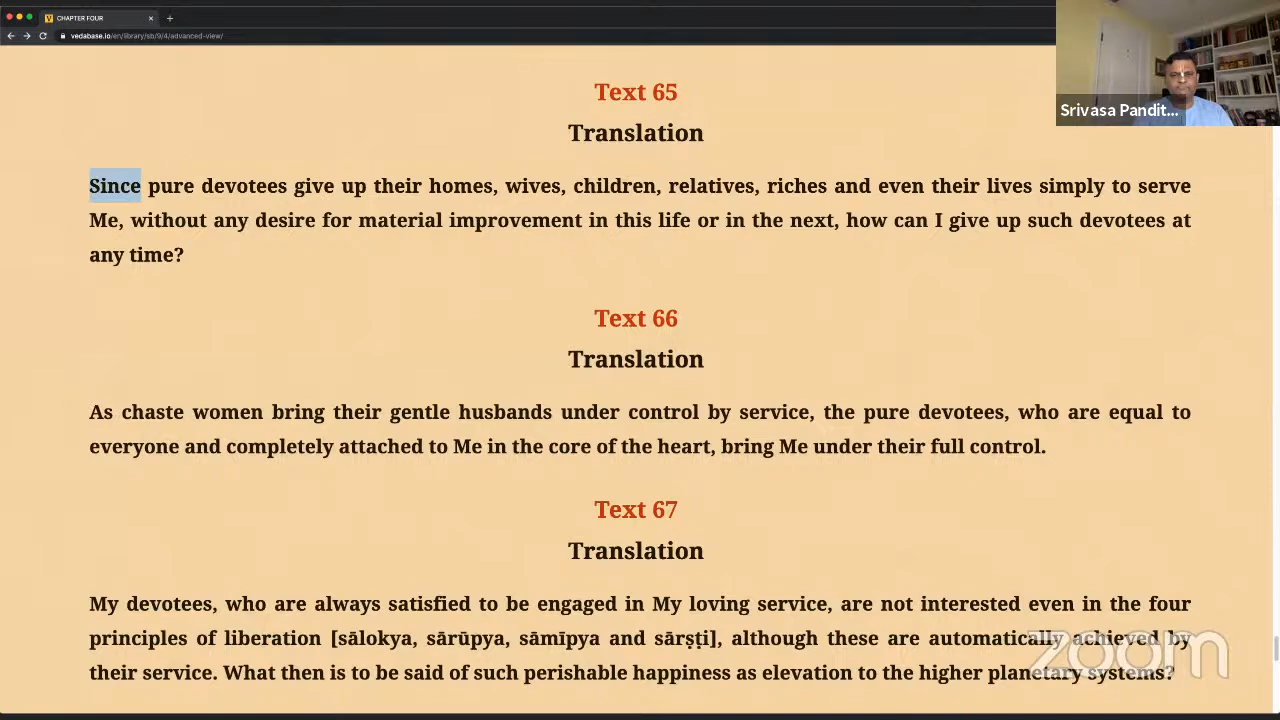 CHAPTER FOUR
vedabase.io/en/library/sb/9/4/advanced-view/
Srivasa Pandit...
Text 65
Translation
Since pure devotees give up their homes, wives, children, relatives, riches and even their lives simply to serve
Me, without any desire for material improvement in this life or in the next, how can I give up such devotees at
any time?
Text 66
Translation
As chaste women bring their gentle husbands under control by service, the pure devotees, who are equal to
everyone and completely attached to Me in the core of the heart, bring Me under their full control.
Text 67
Translation
My devotees, who are always satisfied to be engaged in My loving service, are not interested even in the four
principles of liberation [sālokya, sārūpya, sāmīpya and sārṣṭi], although these are automatically achieved by
their service. What then is to be said of such perishable happiness as elevation to the higher planetary systems?
zoom